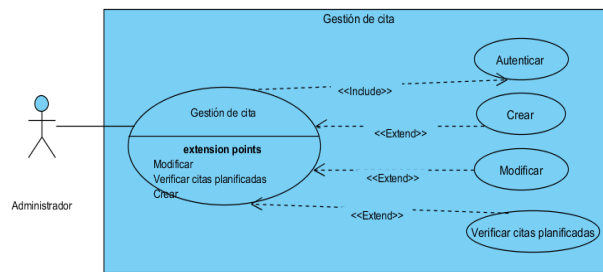 Gestión de cita
Autenticar
<<Include>>
Gestión de cita
Crear
<<Extend>>
extension points
Modificar
Verificar citas planificadas
Crear
Modificar
<<Extend>>
Administrador
<<Extend>>
Verificar citas planificadas